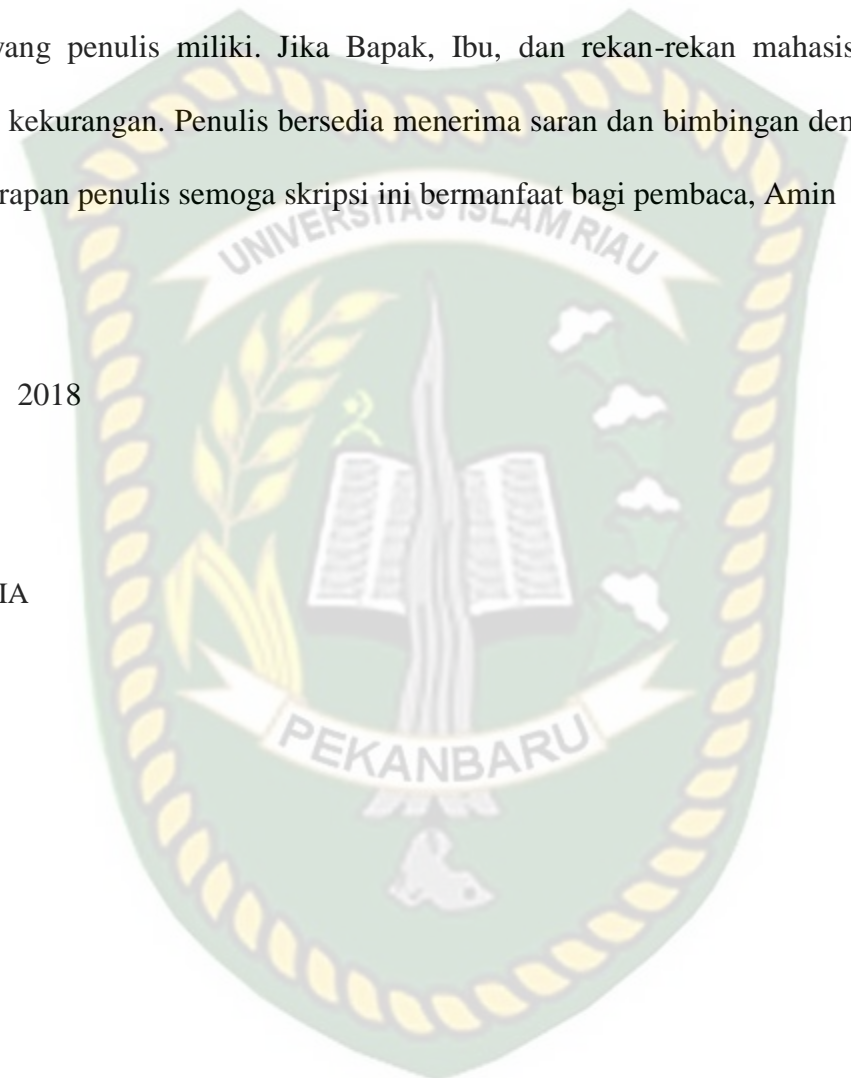 yang penulis miliki. Jika Bapak, Ibu, dan rekan-rekan mahasis
kekurangan. Penulis bersedia menerima saran dan bimbingan den
rapan penulis semoga skripsi ini bermanfaat bagi pembaca, Amin
UNIVERSITAS ISLAM RIAU
2018
IA
PEKANBARU